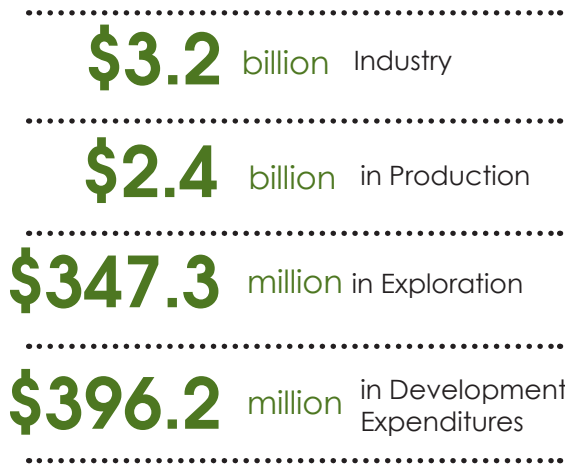 $3.2 billion Industry
$2.4 billion in Production
$347.3 million in Exploration
$396.2 million in Development
Expenditures